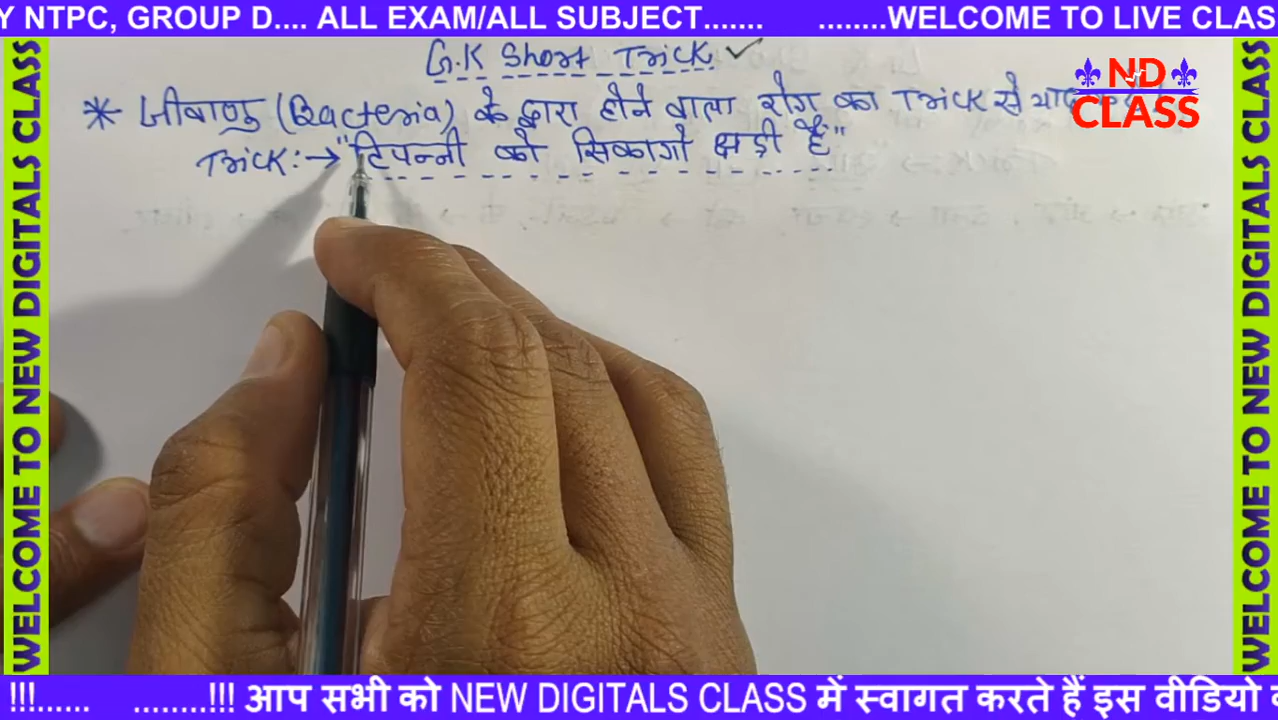 Y NTPC, GROUP D.... ALL EXAM/ALL SUBJECT....... ........WELCOME TO LIVE CLAS
G.K Short Trick ✓
ND
CLASS
* जीवाणु (Bacteria) के द्वारा होने वाला रोग का Trick से
Trick:→ "टिपन्नी को सिकागो झड़ी है"
WELCOME TO NEW DIGITALS CLASS
WELCOME TO NEW DIGITALS CLASS
!!!...... ........!!! आप सभी को NEW DIGITALS CLASS में स्वागत करते हैं इस वीडियो